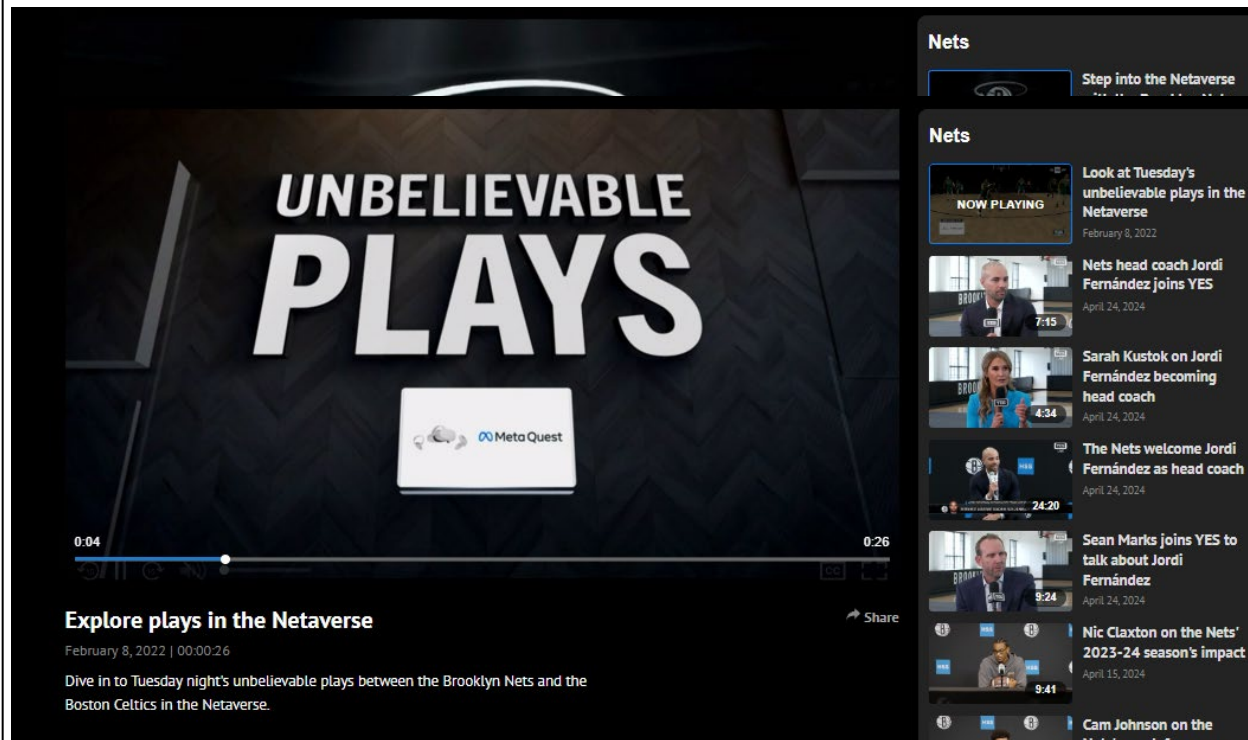 Nets
Step into the Netaverse
Nets
UNBELIEVABLE
PLAYS
Meta Quest
0:04
0:26
CC
Explore plays in the Netaverse
Share
February 8, 2022 | 00:00:26
Dive in to Tuesday night's unbelievable plays between the Brooklyn Nets and the
Boston Celtics in the Netaverse.
NOW PLAYING
Look at Tuesday's
unbelievable plays in the
Netaverse
February 8, 2022
7:15
Nets head coach Jordi
Fernández joins YES
April 24, 2024
4:34
Sarah Kustok on Jordi
Fernández becoming
head coach
April 24, 2024
24:20
The Nets welcome Jordi
Fernández as head coach
April 24, 2024
9:24
Sean Marks joins YES to
talk about Jordi
Fernández
April 24, 2024
9:41
Nic Claxton on the Nets'
2023-24 season's impact
April 15, 2024
Cam Johnson on the